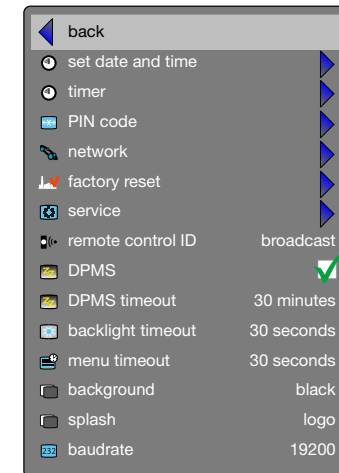 back
set date and time
timer
PIN code
network
factory reset
service
remote control ID broadcast
DPMS
DPMS timeout 30 minutes
backlight timeout 30 seconds
menu timeout 30 seconds
background black
splash logo
232 baudrate 19200